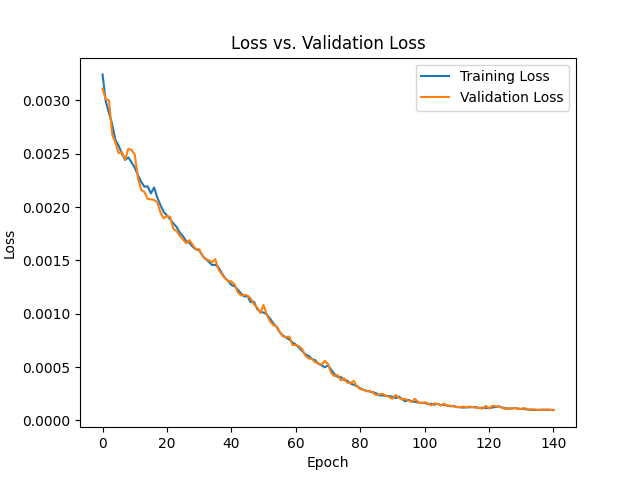 Loss vs. Validation Loss
Training Loss
Validation Loss
0.0030
0.0025
0.0020
0.0015
0.0010
0.0005
0.0000
Loss
0 20 40 60 80 100 120 140
Epoch